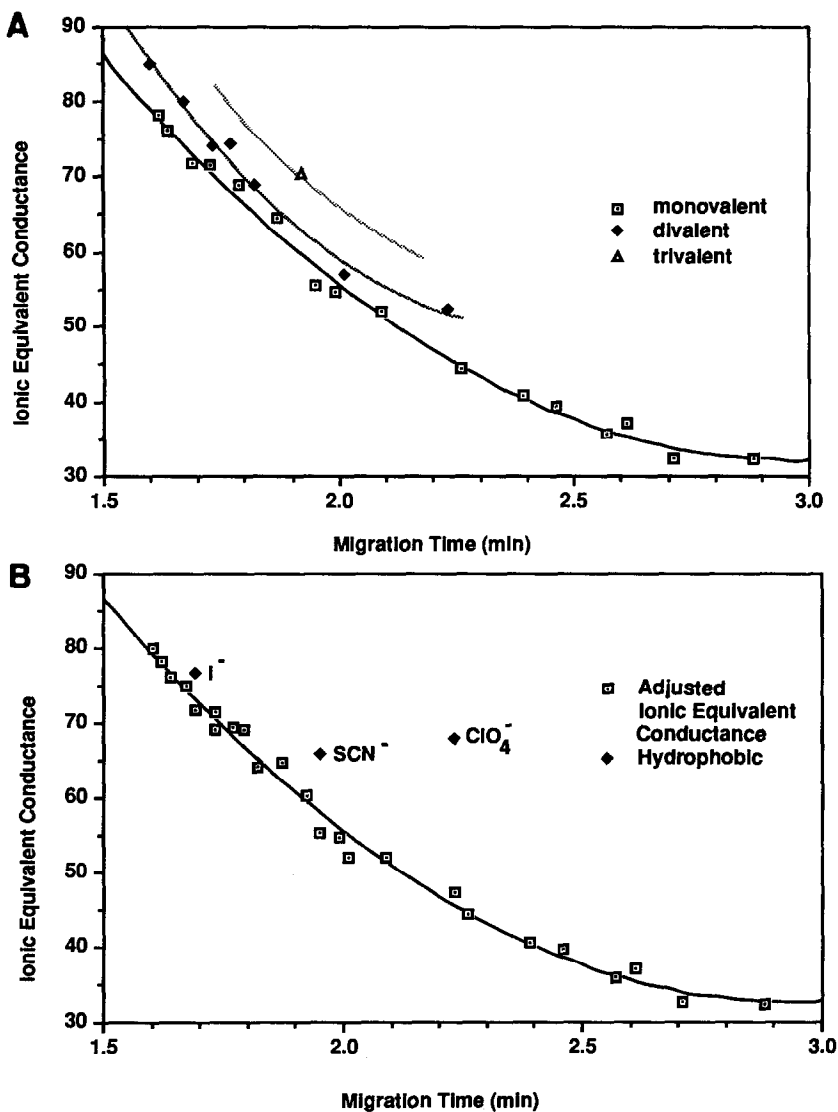 A
90
80
70
60
50
40
30
Ionic Equivalent Conductance
monovalent
divalent
trivalent
1.5 2.0 2.5 3.0
Migration Time (min)
B
90
80
70
60
50
40
30
Ionic Equivalent Conductance
I-
SCN-
ClO4-
Adjusted
Ionic Equivalent
Conductance
Hydrophobic
1.5 2.0 2.5 3.0
Migration Time (min)